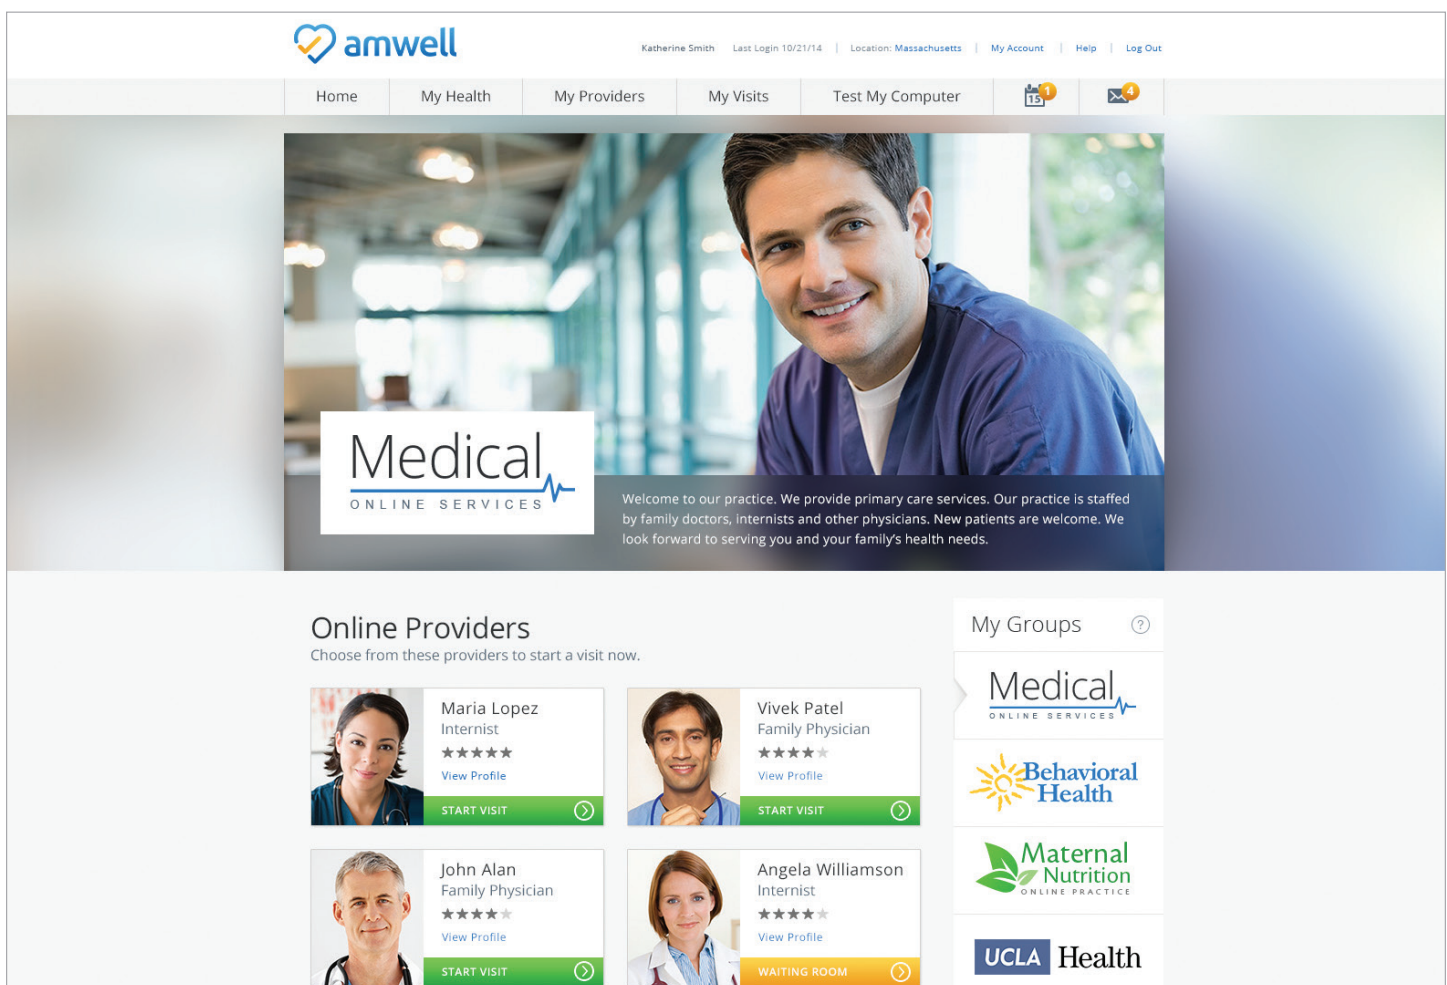 amwell
Katherine Smith Last Login 10/21/14 | Location: Massachusetts | My Account | Help | Log Out
Home My Health My Providers My Visits Test My Computer 15 1 4
Medical
ONLINE SERVICES
Welcome to our practice. We provide primary care services. Our practice is staffed
by family doctors, internists and other physicians. New patients are welcome. We
look forward to serving you and your family's health needs.
Online Providers
Choose from these providers to start a visit now.
Maria Lopez
Internist
View Profile
START VISIT
Vivek Patel
Family Physician
View Profile
START VISIT
John Alan
Family Physician
View Profile
START VISIT
Angela Williamson
Internist
View Profile
WAITING ROOM
My Groups ?
Medical
ONLINE SERVICES
Behavioral
Health
Maternal
Nutrition
ONLINE PRACTICE
UCLA Health